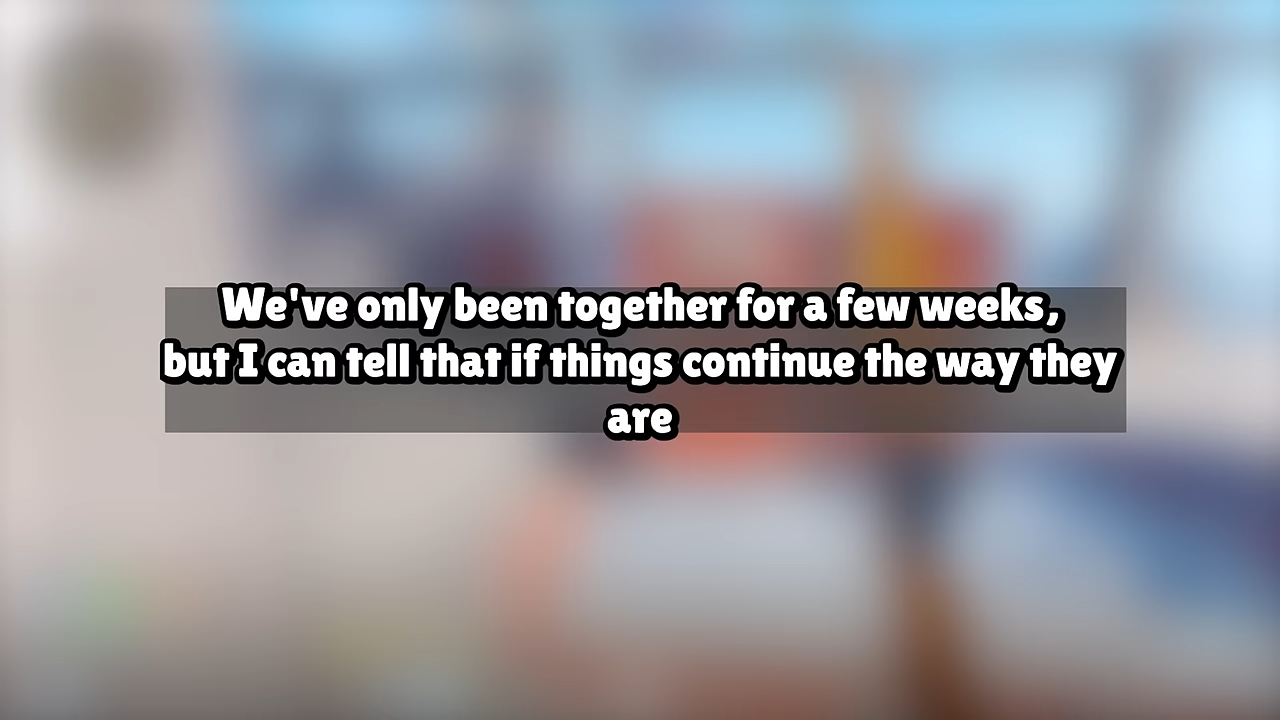 We've only been together for a few weeks,
but I can tell that if things continue the way they
are